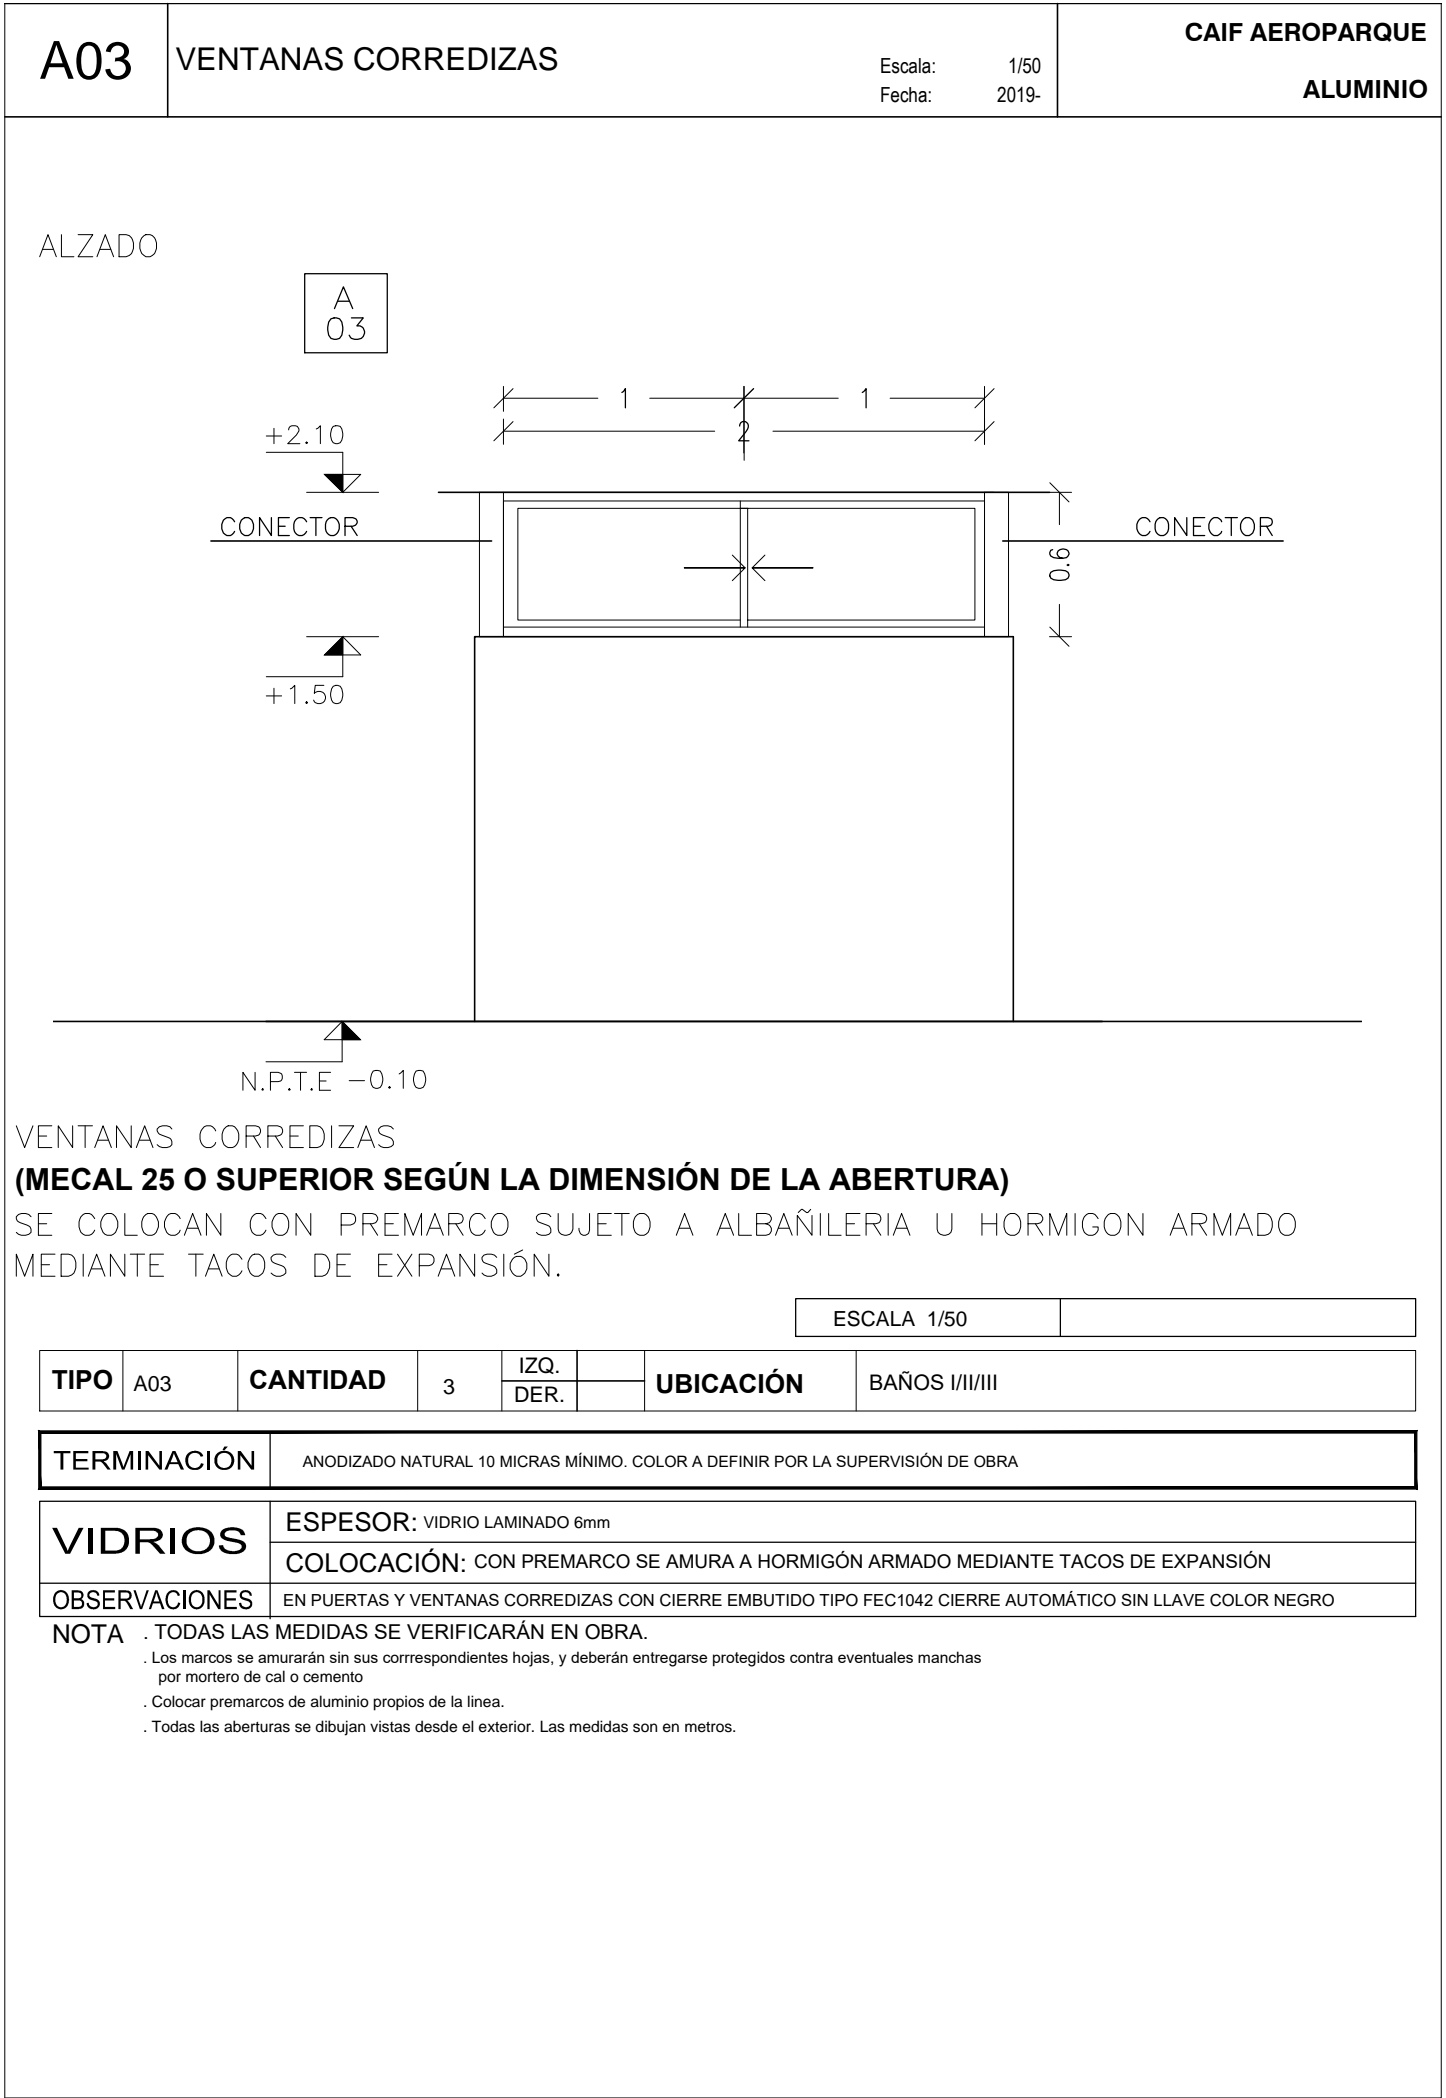 A03
VENTANAS CORREDIZAS
Escala: 1/50
Fecha: 2019-
CAIF AEROPARQUE
ALUMINIO
ALZADO
A
03
1 1
2
+2.10
CONECTOR
CONECTOR
0.6
+1.50
N.P.T.E -0.10
VENTANAS CORREDIZAS
(MECAL 25 O SUPERIOR SEGÚN LA DIMENSIÓN DE LA ABERTURA)
SE COLOCAN CON PREMARCO SUJETO A ALBAÑILERIA U HORMIGON ARMADO
MEDIANTE TACOS DE EXPANSIÓN.
ESCALA 1/50
TIPO A03 CANTIDAD 3 IZQ. DER. UBICACIÓN BAÑOS I/II/III
TERMINACIÓN ANODIZADO NATURAL 10 MICRAS MÍNIMO. COLOR A DEFINIR POR LA SUPERVISIÓN DE OBRA
VIDRIOS
ESPESOR: VIDRIO LAMINADO 6mm
COLOCACIÓN: CON PREMARCO SE AMURA A HORMIGÓN ARMADO MEDIANTE TACOS DE EXPANSIÓN
OBSERVACIONES EN PUERTAS Y VENTANAS CORREDIZAS CON CIERRE EMBUTIDO TIPO FEC1042 CIERRE AUTOMÁTICO SIN LLAVE COLOR NEGRO
NOTA . TODAS LAS MEDIDAS SE VERIFICARÁN EN OBRA.
. Los marcos se amurarán sin sus corrrespondientes hojas, y deberán entregarse protegidos contra eventuales manchas
por mortero de cal o cemento
. Colocar premarcos de aluminio propios de la linea.
. Todas las aberturas se dibujan vistas desde el exterior. Las medidas son en metros.